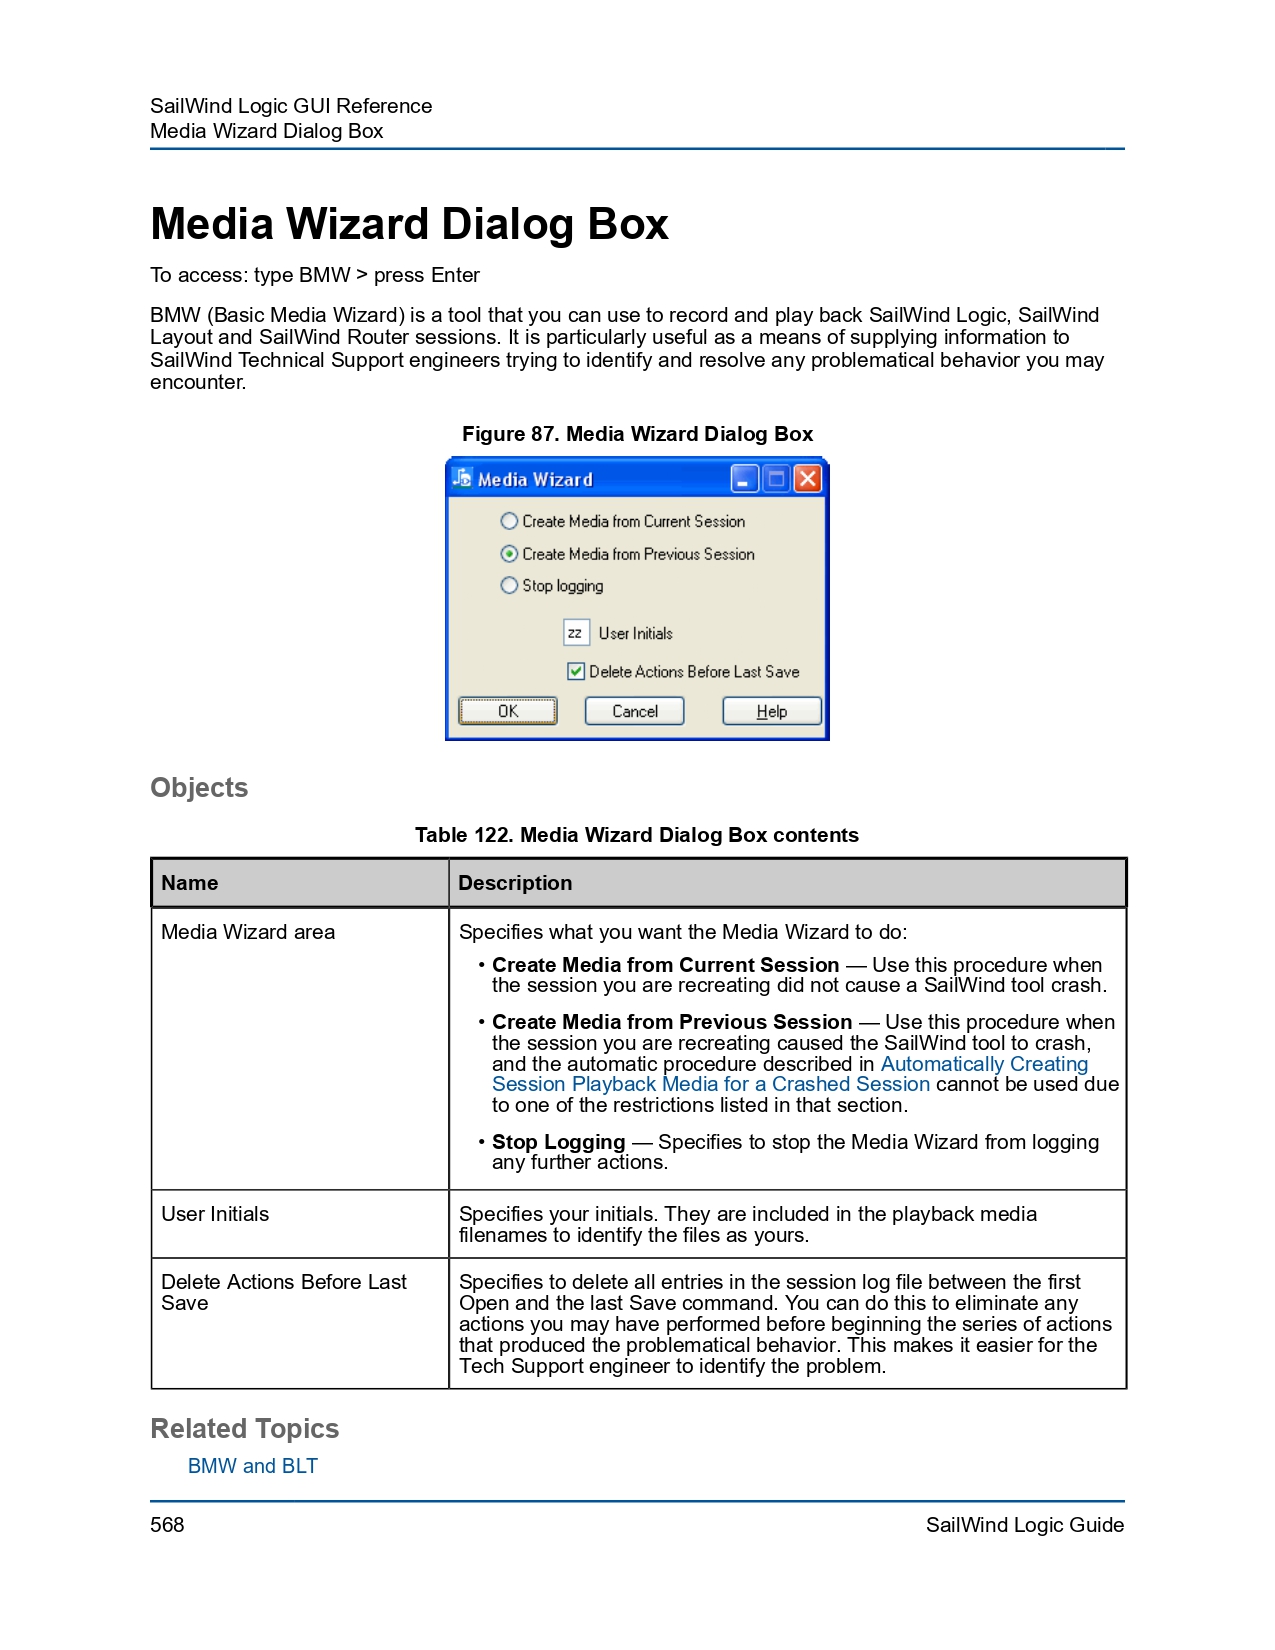 SailWind Logic GUI Reference
Media Wizard Dialog Box
Media Wizard Dialog Box
To access: type BMW > press Enter
BMW (Basic Media Wizard) is a tool that you can use to record and play back SailWind Logic, SailWind
Layout and SailWind Router sessions. It is particularly useful as a means of supplying information to
SailWind Technical Support engineers trying to identify and resolve any problematical behavior you may
encounter.
Figure 87. Media Wizard Dialog Box
Media Wizard
Create Media from Current Session
Create Media from Previous Session
Stop logging
zz User Initials
Delete Actions Before Last Save
OK Cancel Help
Objects
Table 122. Media Wizard Dialog Box contents
Name Description
Media Wizard area Specifies what you want the Media Wizard to do:
• Create Media from Current Session — Use this procedure when
the session you are recreating did not cause a SailWind tool crash.
• Create Media from Previous Session — Use this procedure when
the session you are recreating caused the SailWind tool to crash,
and the automatic procedure described in Automatically Creating
Session Playback Media for a Crashed Session cannot be used due
to one of the restrictions listed in that section.
• Stop Logging — Specifies to stop the Media Wizard from logging
any further actions.
User Initials Specifies your initials. They are included in the playback media
filenames to identify the files as yours.
Delete Actions Before Last Specifies to delete all entries in the session log file between the first
Save Open and the last Save command. You can do this to eliminate any
actions you may have performed before beginning the series of actions
that produced the problematical behavior. This makes it easier for the
Tech Support engineer to identify the problem.
Related Topics
BMW and BLT
568 SailWind Logic Guide